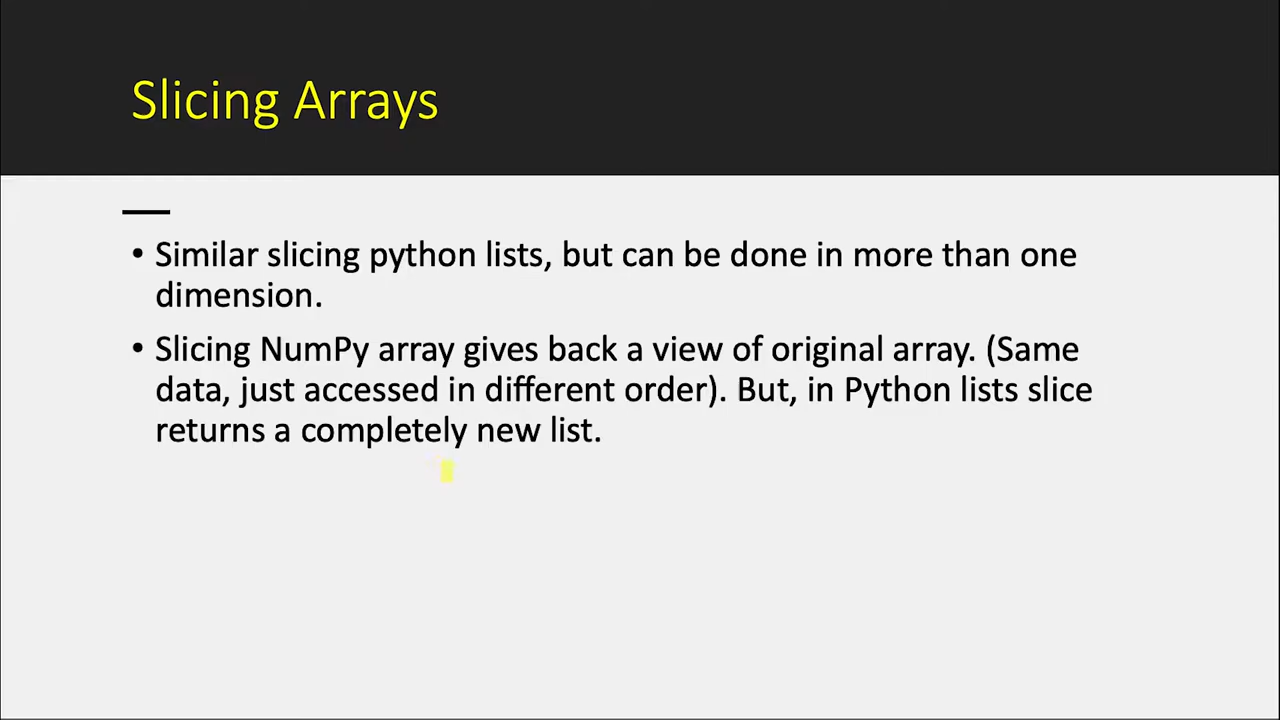 Slicing Arrays
• Similar slicing python lists, but can be done in more than one
dimension.
• Slicing NumPy array gives back a view of original array. (Same
data, just accessed in different order). But, in Python lists slice
returns a completely new list.